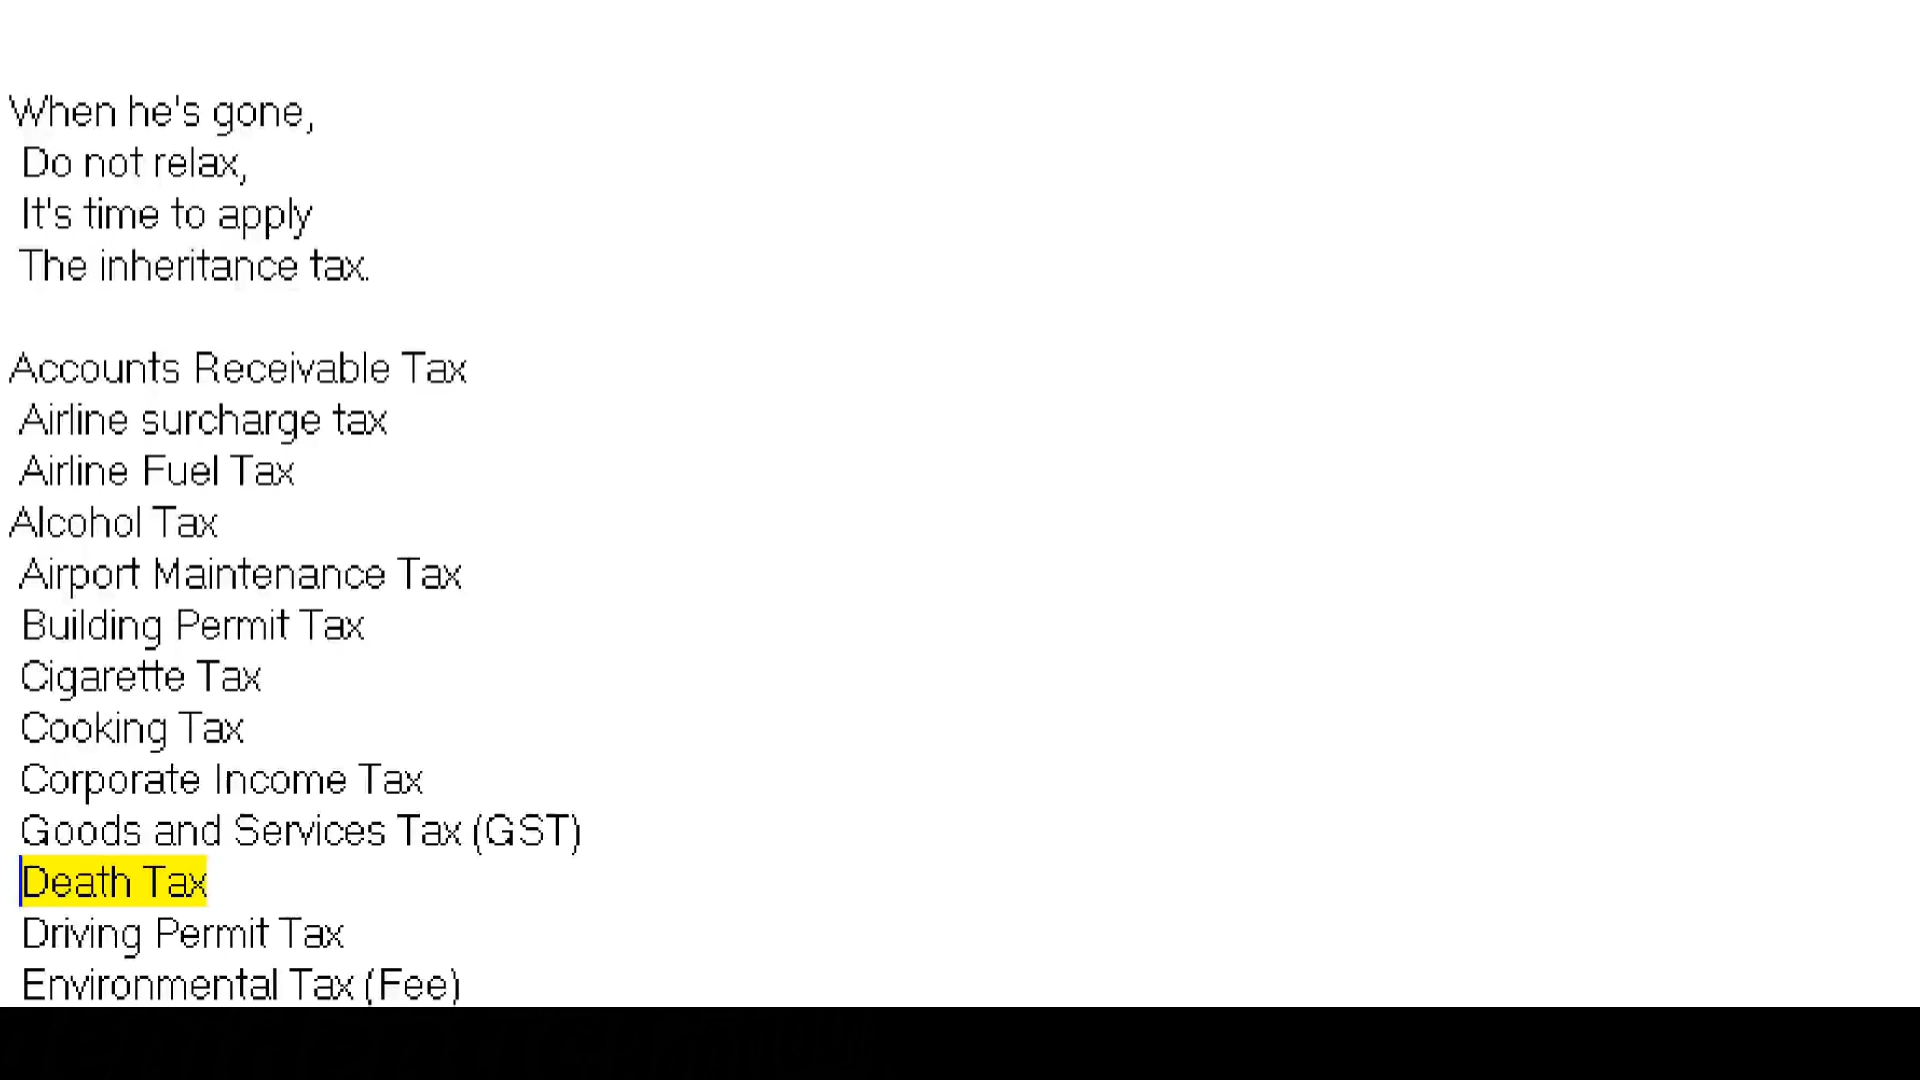 When he's gone,
Do not relax,
It's time to apply
The inheritance tax.
Accounts Receivable Tax
Airline surcharge tax
Airline Fuel Tax
Alcohol Tax
Airport Maintenance Tax
Building Permit Tax
Cigarette Tax
Cooking Tax
Corporate Income Tax
Goods and Services Tax (GST)
Death Tax
Driving Permit Tax
Environmental Tax (Fee)